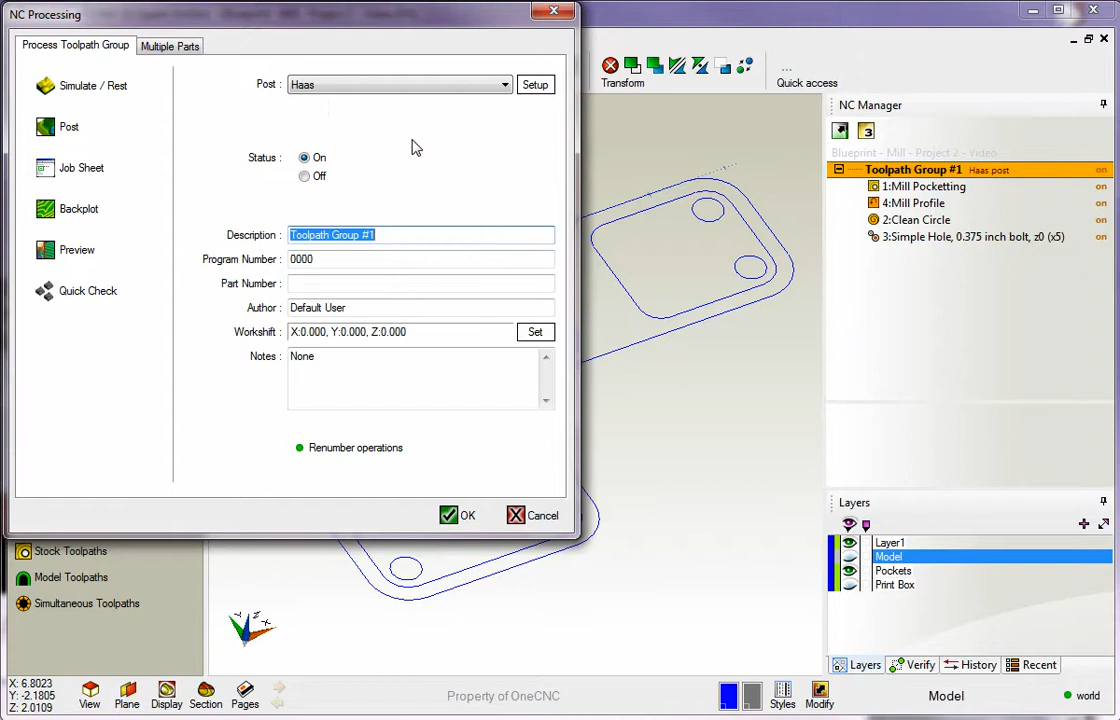 NC Processing
Process Toolpath Group
Multiple Parts
Simulate / Rest
Post
Job Sheet
Backplot
Preview
Quick Check
Post :
Haas
Setup
Status :
On
Off
Description :
Toolpath Group #1
Program Number :
0000
Part Number :
Author :
Default User
Workshift :
X:0.000, Y:0.000, Z:0.000
Set
Notes :
None
Renumber operations
OK
Cancel
Transform
...
Quick access
NC Manager
3
Blueprint - Mill - Project 2 - Video
Toolpath Group #1 Haas post on
1:Mill Pocketting on
4:Mill Profile on
2:Clean Circle on
3:Simple Hole, 0.375 inch bolt, z0 (x5) on
Layers
Layer1
Model
Pockets
Print Box
Layers
Verify
History
Recent
Stock Toolpaths
Model Toolpaths
Simultaneous Toolpaths
Y Z X
X: 6.8023
Y: -2.1805
Z: 2.0109
View
Plane
Display
Section
Pages
Property of OneCNC
Styles
Modify
Model
world